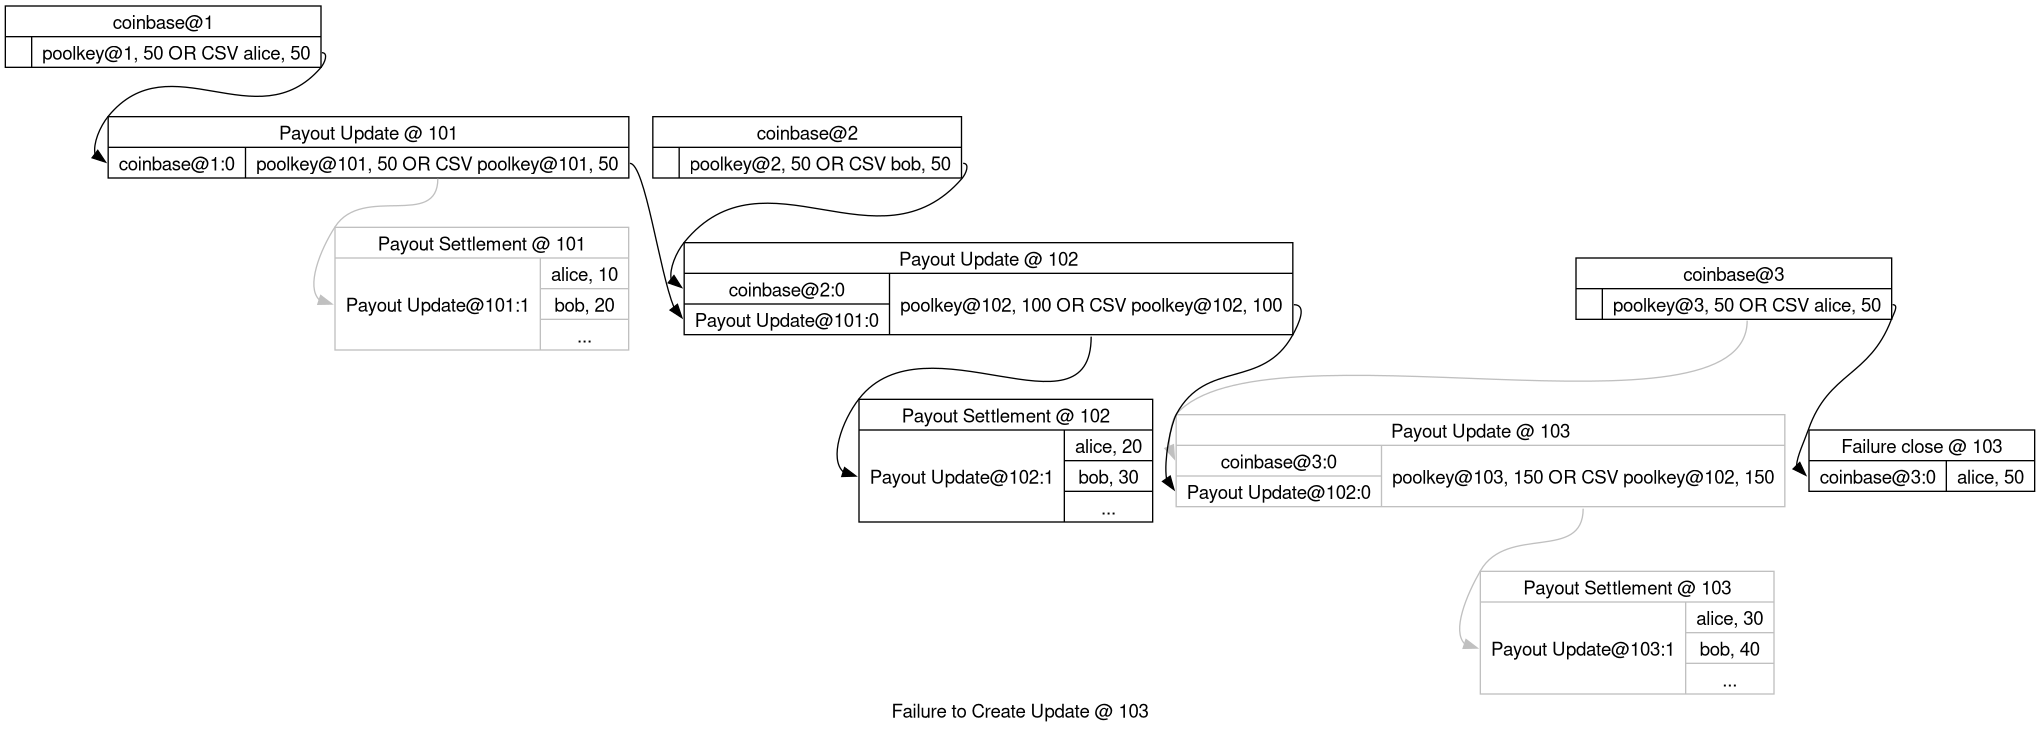 coinbase@1
poolkey@1, 50 OR CSV alice, 50
Payout Update @ 101
coinbase@1:0
poolkey@101, 50 OR CSV poolkey@101, 50
coinbase@2
poolkey@2, 50 OR CSV bob, 50
Payout Settlement @ 101
Payout Update@101:1
alice, 10
bob, 20
...
Payout Update @ 102
coinbase@2:0
Payout Update@101:0
poolkey@102, 100 OR CSV poolkey@102, 100
coinbase@3
poolkey@3, 50 OR CSV alice, 50
Payout Settlement @ 102
Payout Update@102:1
alice, 20
bob, 30
...
Payout Update @ 103
coinbase@3:0
Payout Update@102:0
poolkey@103, 150 OR CSV poolkey@102, 150
Failure close @ 103
coinbase@3:0
alice, 50
Payout Settlement @ 103
Payout Update@103:1
alice, 30
bob, 40
...
Failure to Create Update @ 103